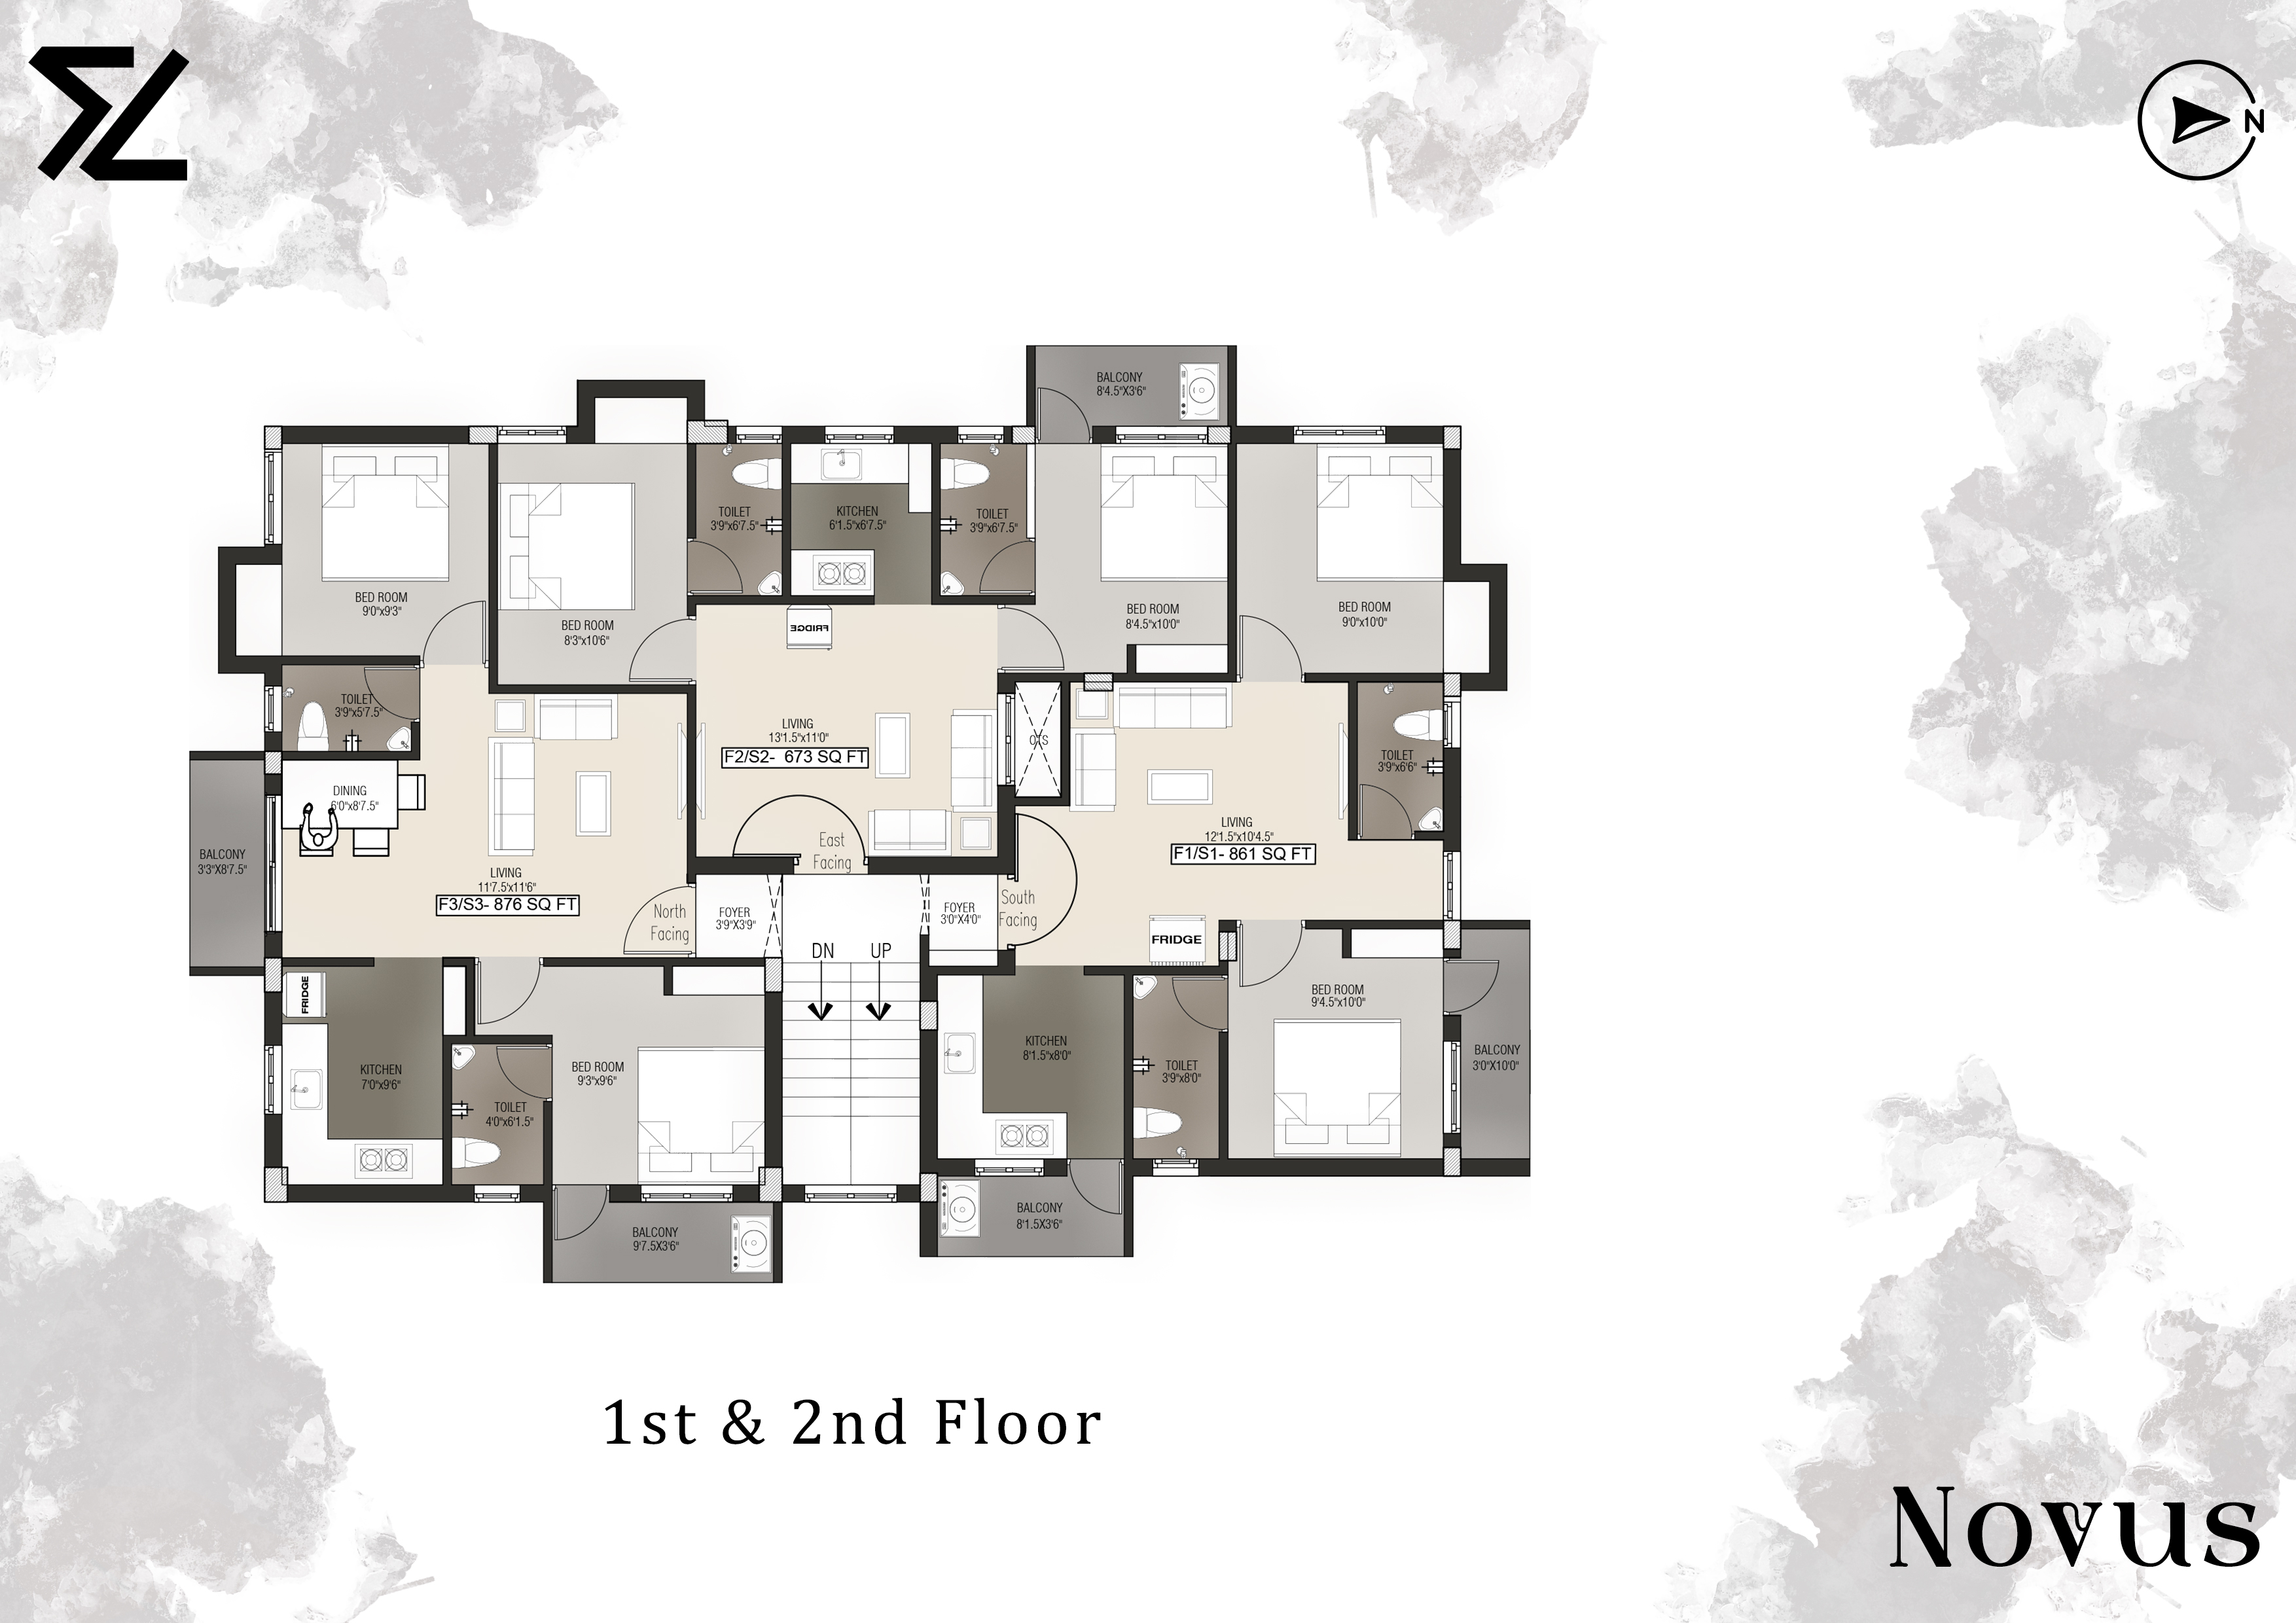 N
BALCONY
8'4.5"X3'6"
BED ROOM
9'0"x9'3"
BED ROOM
8'3"x10'6"
TOILET
3'9"x6'7.5"
KITCHEN
6'1.5"x6'7.5"
TOILET
3'9"x6'7.5"
BED ROOM
8'4.5"x10'0"
BED ROOM
9'0"x10'0"
FRIDGE
TOILET
3'9"x5'7.5"
LIVING
13'1.5"x11'0"
F2/S2- 673 SQ FT
OTS
TOILET
3'9"x6'6"
DINING
6'0"x8'7.5"
LIVING
12'1.5"x10'4.5"
F1/S1- 861 SQ FT
East
Facing
BALCONY
3'3"X8'7.5"
LIVING
11'7.5"x11'6"
F3/S3- 876 SQ FT
North
Facing
FOYER
3'9"X3'9"
FOYER
3'0"X4'0"
South
Facing
FRIDGE
DN
UP
FRIDGE
BED ROOM
9'4.5"x10'0"
KITCHEN
7'0"x9'6"
BED ROOM
9'3"x9'6"
KITCHEN
8'1.5"x8'0"
TOILET
3'9"x8'0"
BALCONY
3'0"X10'0"
TOILET
4'0"x6'1.5"
BALCONY
9'7.5X3'6"
BALCONY
8'1.5X3'6"
1st & 2nd Floor
Novus